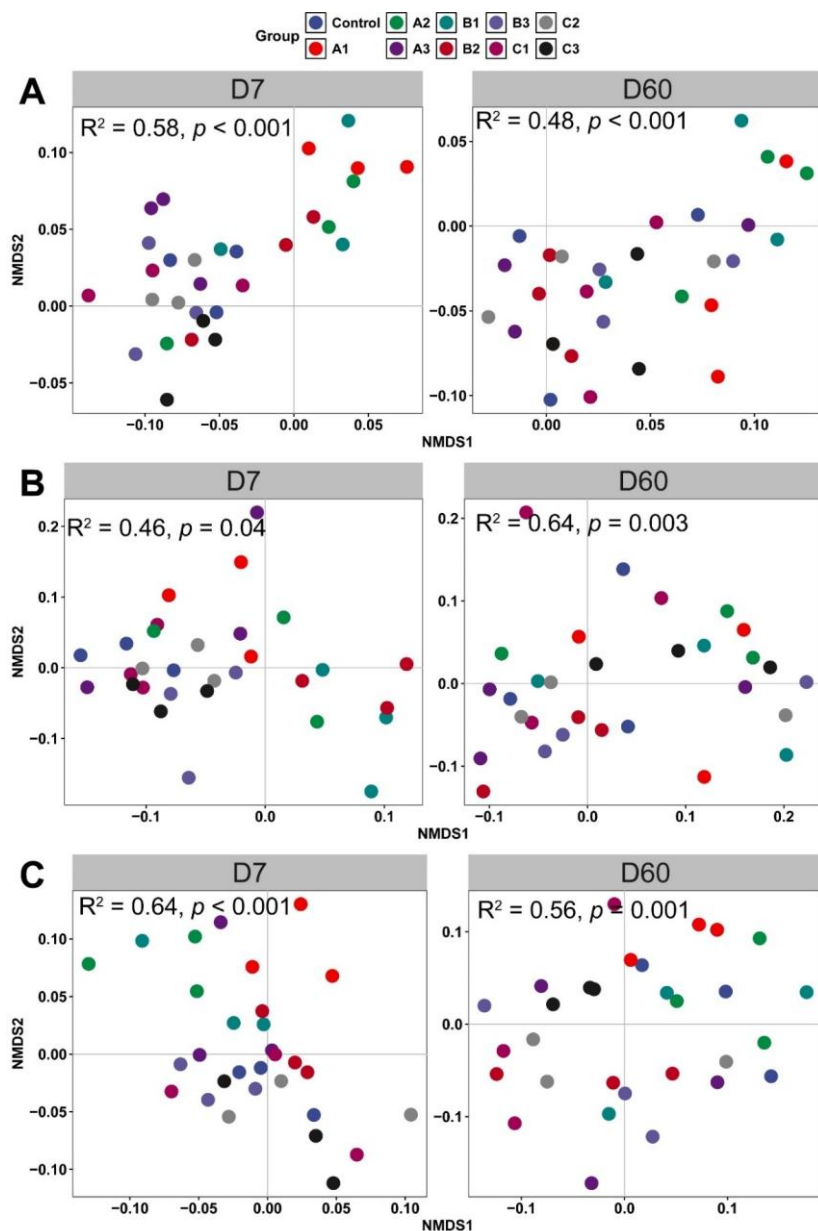 Group
Control A2 B1 B3 C2
A1 A3 B2 C1 C3
A
D7
D60
R² = 0.58, p < 0.001
R² = 0.48, p < 0.001
NMDS2
0.10
0.05
0.00
−0.05
−0.10 −0.05 0.00 0.05
0.05
0.00
−0.05
−0.10
0.00 0.05 0.10
NMDS1
B
D7
D60
R² = 0.46, p = 0.04
R² = 0.64, p = 0.003
NMDS2
0.2
0.1
0.0
−0.1
−0.1 0.0 0.1
0.2
0.1
0.0
−0.1
−0.1 0.0 0.1 0.2
NMDS1
C
D7
D60
R² = 0.64, p < 0.001
R² = 0.56, p = 0.001
NMDS2
0.10
0.05
0.00
−0.05
−0.10
−0.10 −0.05 0.00 0.05 0.10
0.1
0.0
−0.1
−0.1 0.0 0.1
NMDS1